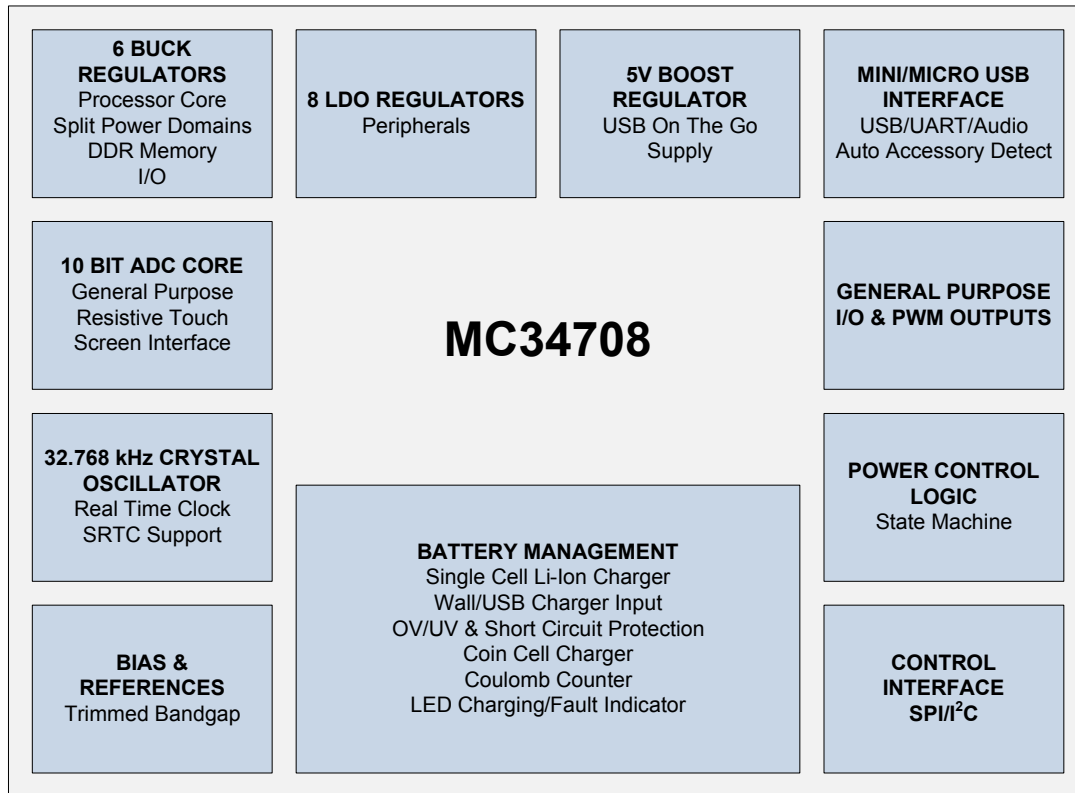 6 BUCK
REGULATORS
Processor Core
Split Power Domains
DDR Memory
I/O
8 LDO REGULATORS
Peripherals
5V BOOST
REGULATOR
USB On The Go
Supply
MINI/MICRO USB
INTERFACE
USB/UART/Audio
Auto Accessory Detect
10 BIT ADC CORE
General Purpose
Resistive Touch
Screen Interface
MC34708
GENERAL PURPOSE
I/O & PWM OUTPUTS
32.768 kHz CRYSTAL
OSCILLATOR
Real Time Clock
SRTC Support
BATTERY MANAGEMENT
Single Cell Li-Ion Charger
Wall/USB Charger Input
OV/UV & Short Circuit Protection
Coin Cell Charger
Coulomb Counter
LED Charging/Fault Indicator
POWER CONTROL
LOGIC
State Machine
BIAS &
REFERENCES
Trimmed Bandgap
CONTROL
INTERFACE
SPI/I²C